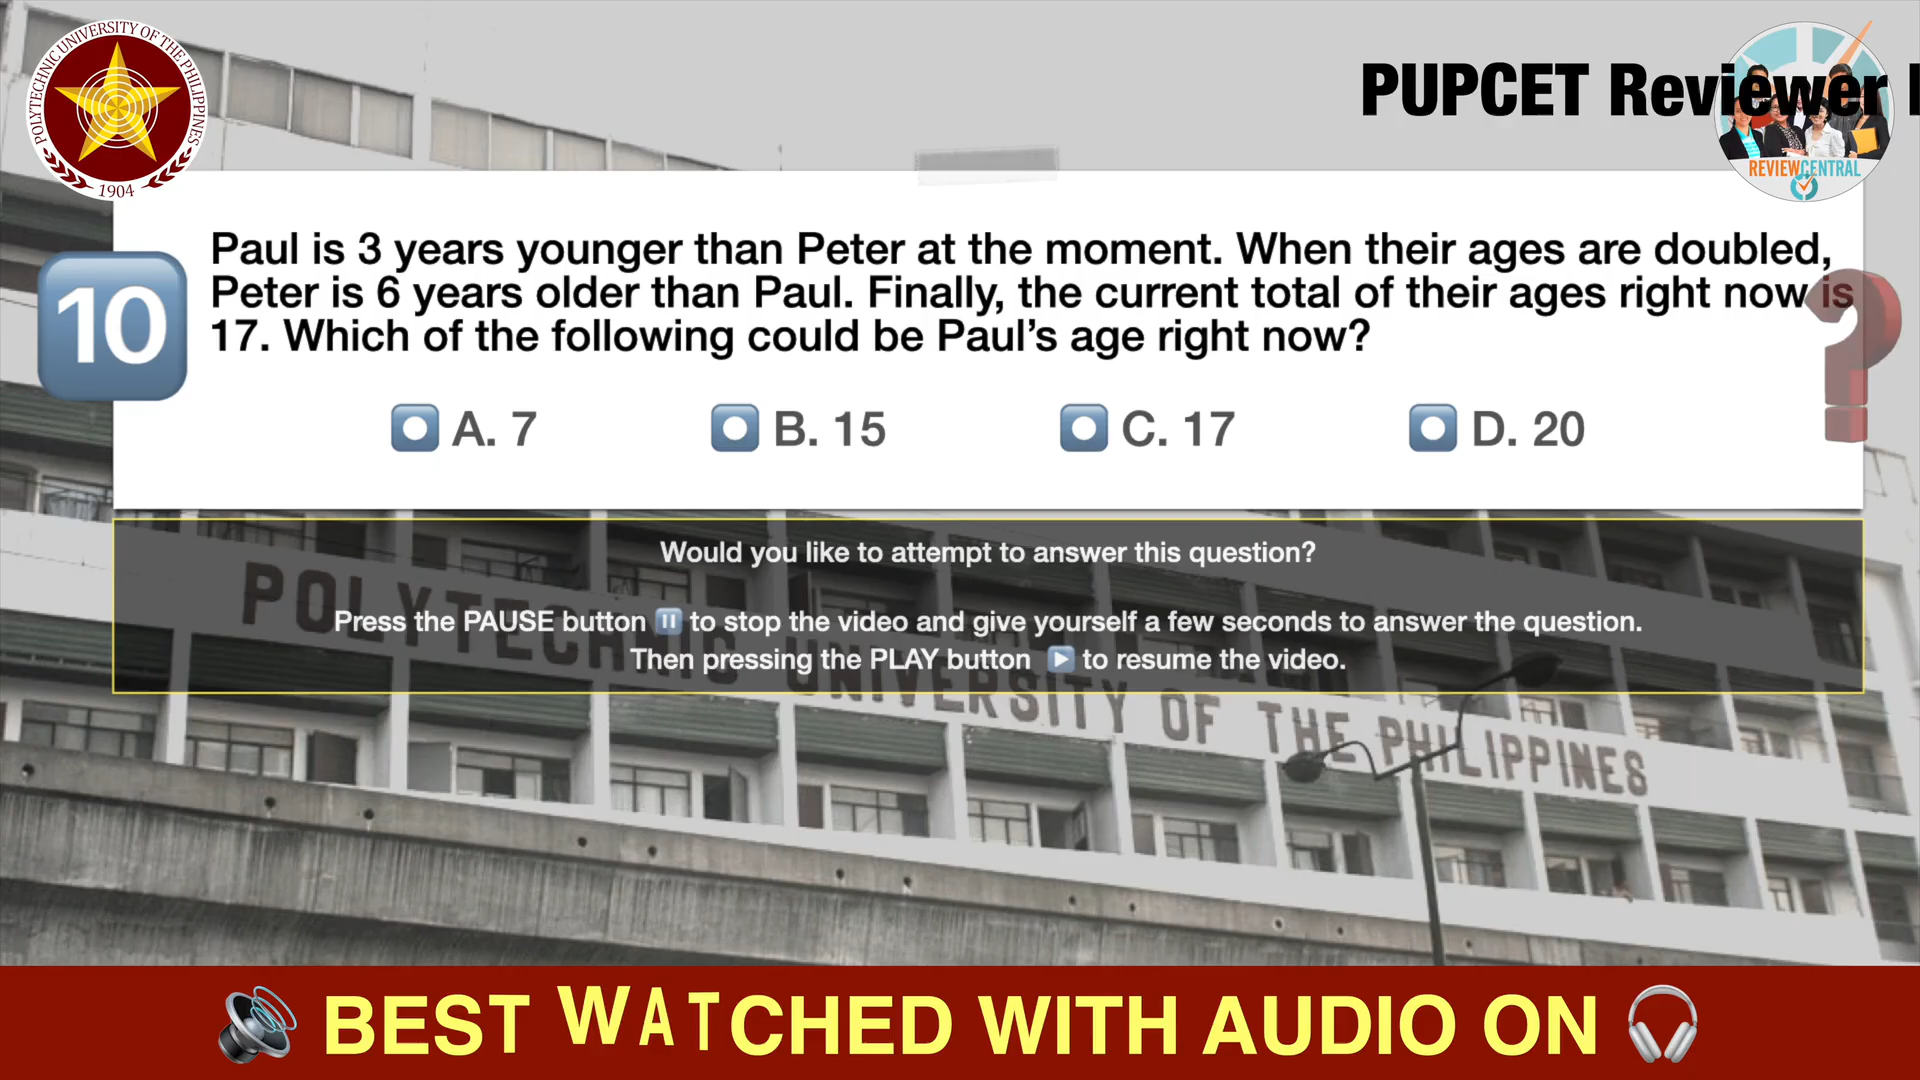 POLYTECHNIC UNIVERSITY OF THE PHILIPPINES
1904
PUPCET Reviewer
REVIEWCENTRAL
10
Paul is 3 years younger than Peter at the moment. When their ages are doubled,
Peter is 6 years older than Paul. Finally, the current total of their ages right now is
17. Which of the following could be Paul's age right now?
?
A. 7
B. 15
C. 17
D. 20
Would you like to attempt to answer this question?
Press the PAUSE button ⏸ to stop the video and give yourself a few seconds to answer the question.
Then pressing the PLAY button ▶ to resume the video.
POLYTECHNIC UNIVERSITY OF THE PHILIPPINES
BEST WATCHED WITH AUDIO ON